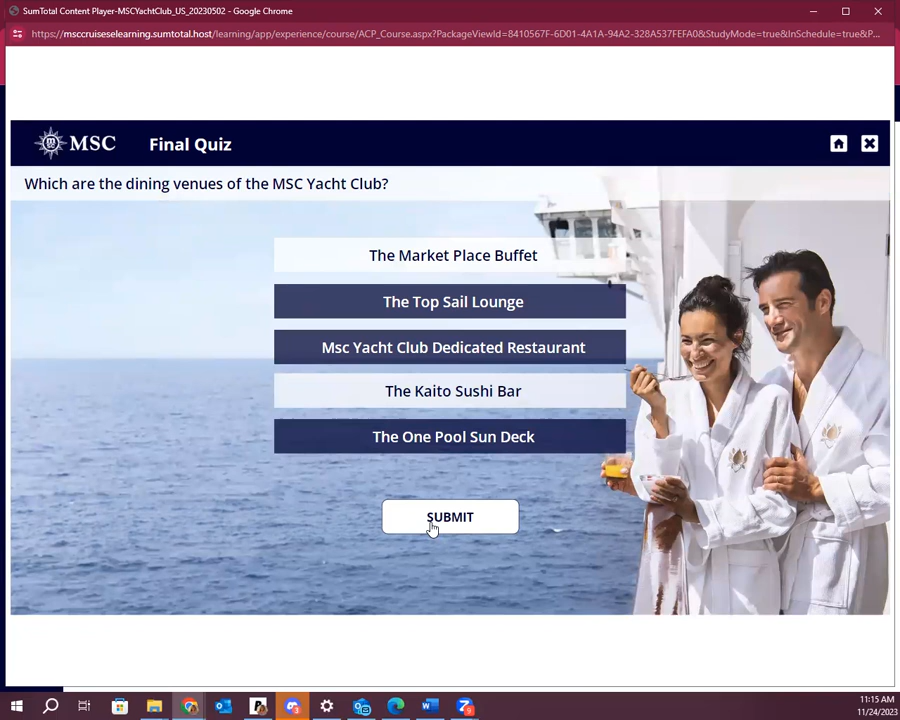 SumTotal Content Player-MSCYachtClub_US_20230502 - Google Chrome
https://msccruiseselearning.sumtotal.host/learning/app/experience/course/ACP_Course.aspx?PackageViewId=8410567F-6D01-4A1A-94A2-328A537FEFA0&StudyMode=true&InSchedule=true&P...
MSC
Final Quiz
Which are the dining venues of the MSC Yacht Club?
The Market Place Buffet
The Top Sail Lounge
Msc Yacht Club Dedicated Restaurant
The Kaito Sushi Bar
The One Pool Sun Deck
SUBMIT
11:15 AM
11/24/2023